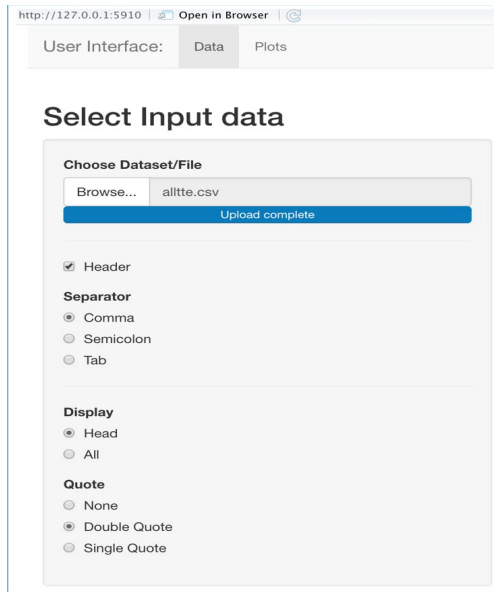 http://127.0.0.1:5910 Open in Browser
User Interface: Data Plots
Select Input data
Choose Dataset/File
Browse... alltte.csv
Upload complete
Header
Separator
Comma
Semicolon
Tab
Display
Head
All
Quote
None
Double Quote
Single Quote